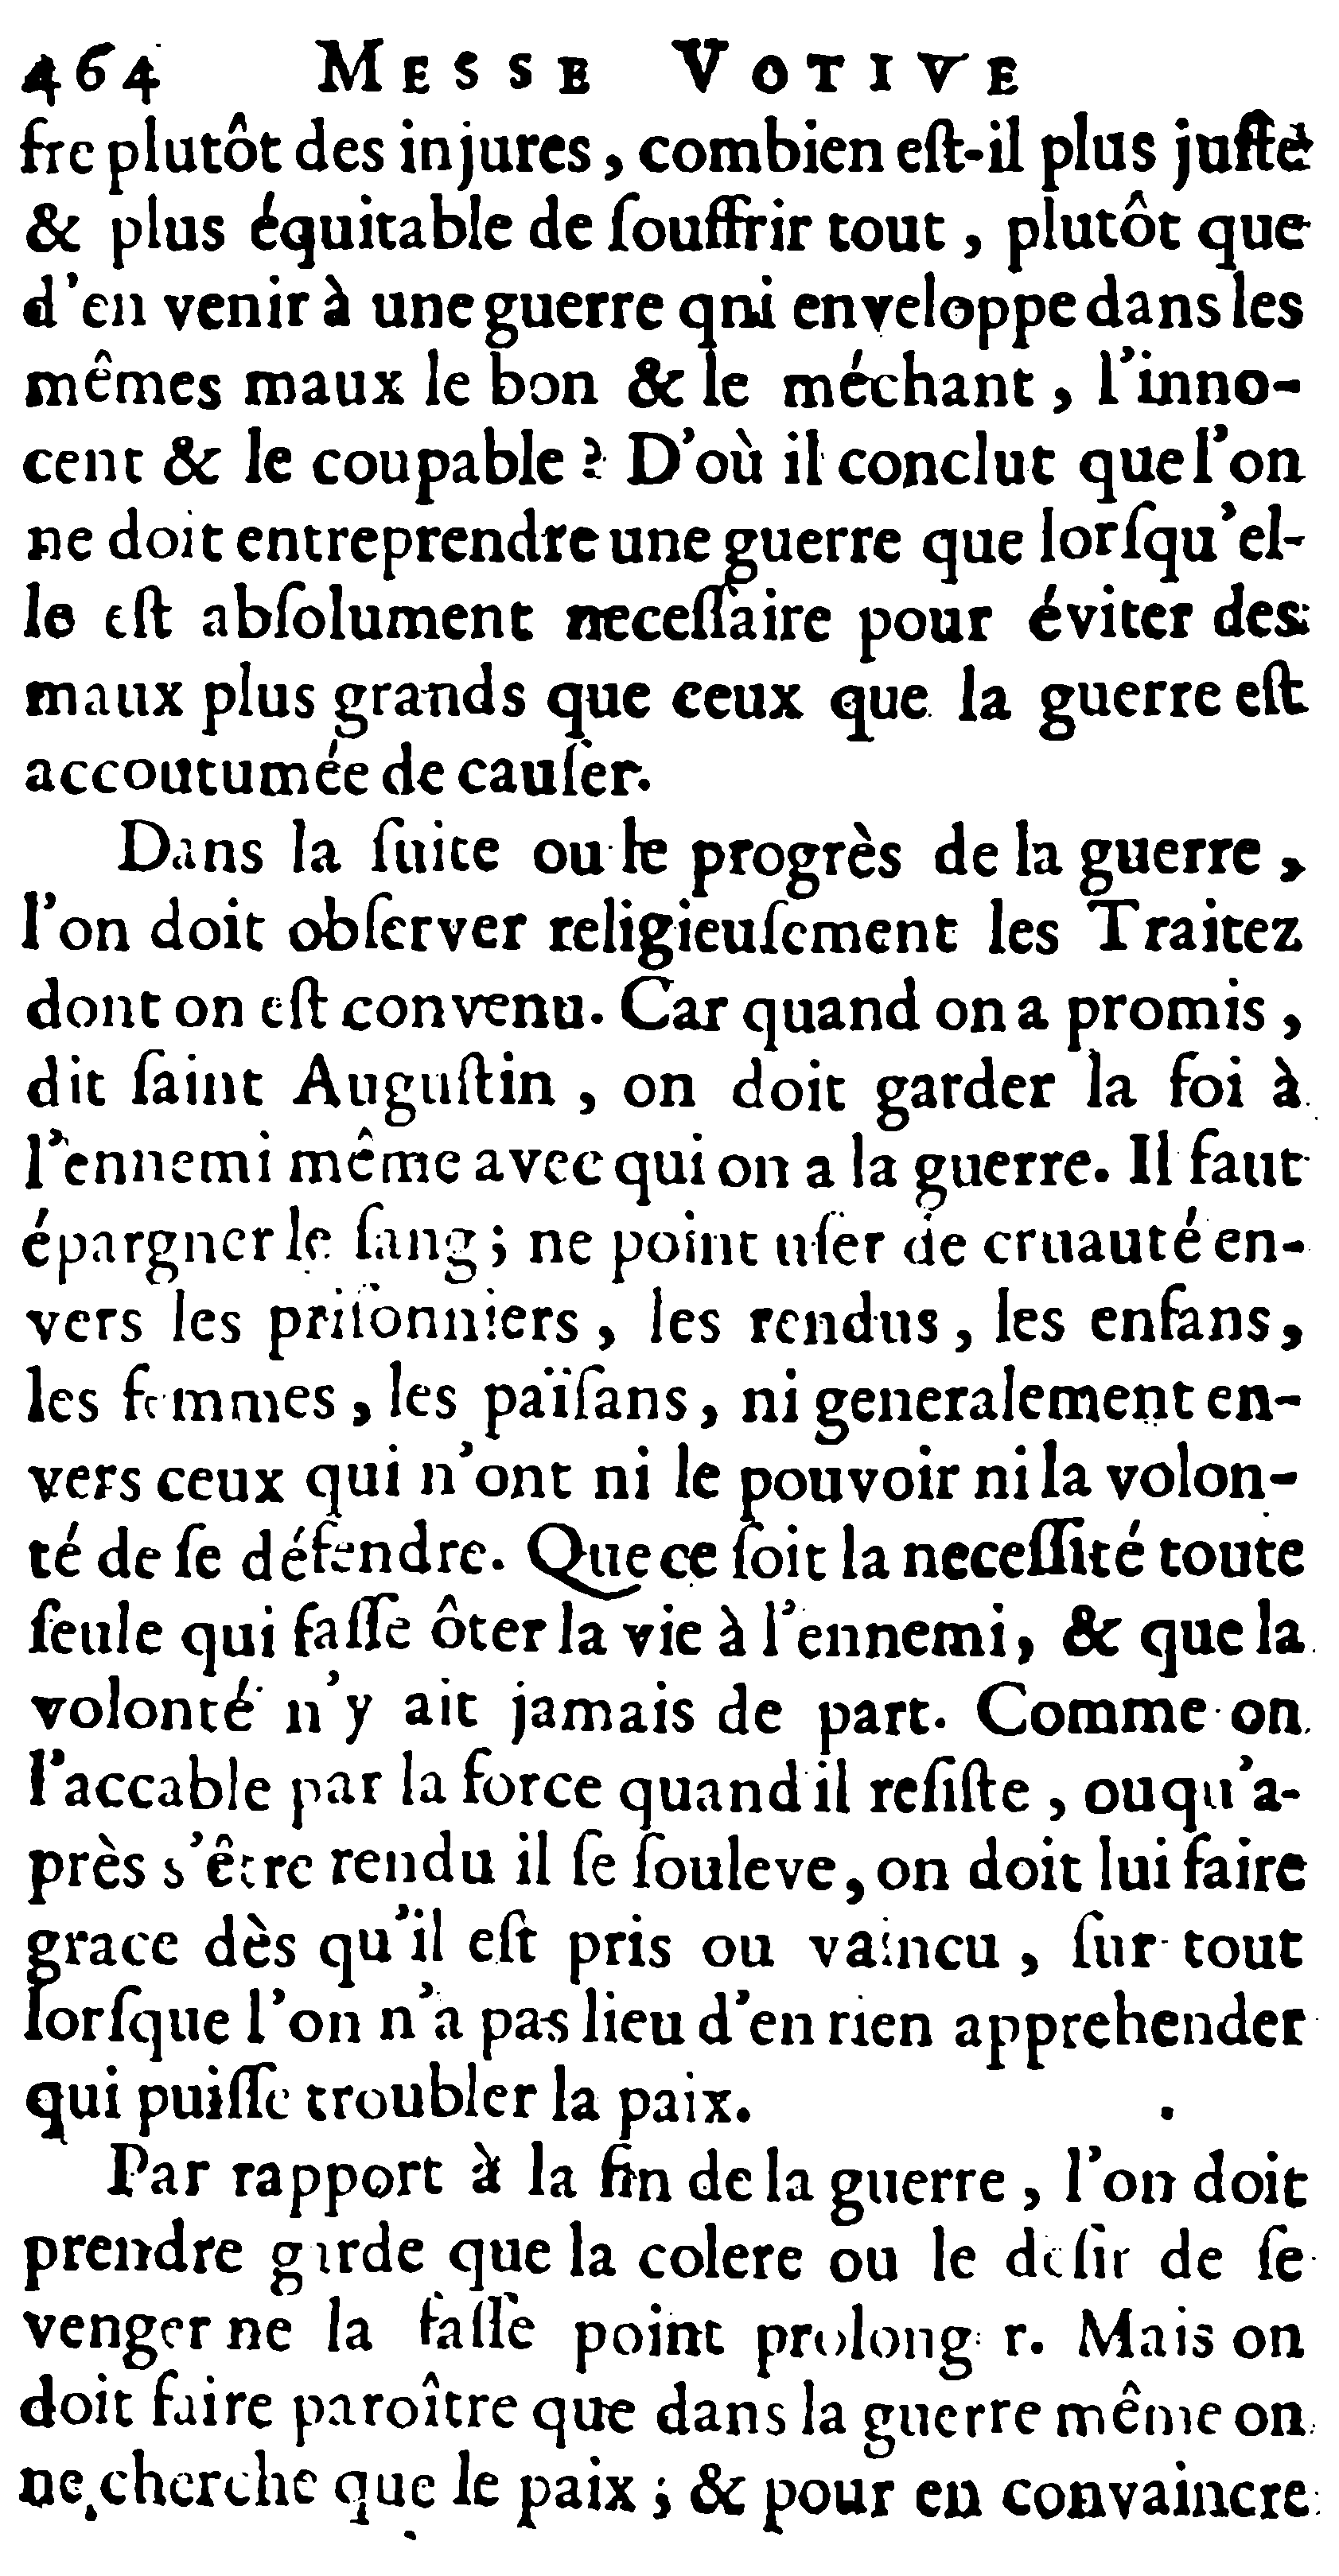 464 MESSE VOTIVE
fre plutôt des injures, combien eſt-il plus juſte
& plus équitable de ſouffrir tout, plutôt que
d'en venir à une guerre qni enveloppe dans les
mêmes maux le bon & le méchant, l'inno-
cent & le coupable ? D'où il conclut que l'on
ne doit entreprendre une guerre que lorſqu'el-
le eſt abſolument neceſſaire pour éviter des
maux plus grands que ceux que la guerre eſt
accoutumée de cauſer.
Dans la ſuite ou le progrès de la guerre,
l'on doit obſerver religieuſement les Traitez
dont on eſt convenu. Car quand on a promis,
dit ſaint Auguſtin, on doit garder la foi à
l'ennemi même avec qui on a la guerre. Il faut
épargner le ſang; ne point uſer de cruauté en-
vers les priſonniers, les rendus, les enfans,
les femmes, les païſans, ni generalement en-
vers ceux qui n'ont ni le pouvoir ni la volon-
té de ſe défendre. Que ce ſoit la neceſſité toute
ſeule qui faſſe ôter la vie à l'ennemi, & que la
volonté n'y ait jamais de part. Comme on
l'accable par la force quand il reſiſte, ou qu'a-
près s'être rendu il ſe ſouleve, on doit lui faire
grace dès qu'il eſt pris ou vaincu, ſur tout
lorſque l'on n'a pas lieu d'en rien apprehender
qui puiſſe troubler la paix.
Par rapport à la fin de la guerre, l'on doit
prendre garde que la colere ou le deſir de ſe
venger ne la faſſe point prolonger. Mais on
doit faire paroître que dans la guerre même on
ne cherche que le paix; & pour en convaincre